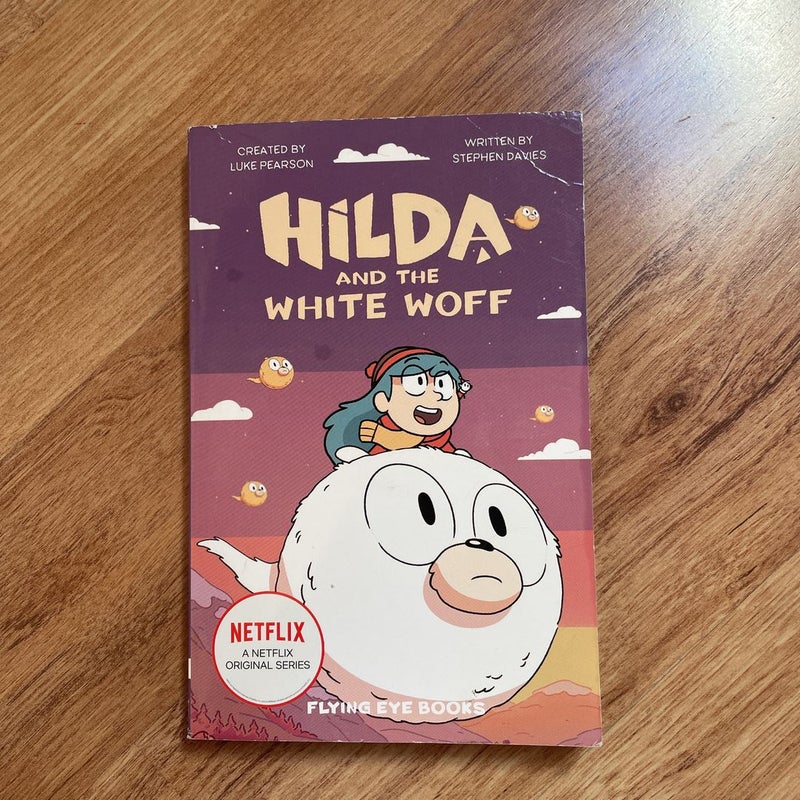 CREATED BY
LUKE PEARSON
WRITTEN BY
STEPHEN DAVIES
HILDA
AND THE
WHITE WOFF
NETFLIX
A NETFLIX
ORIGINAL SERIES
FLYING EYE BOOKS